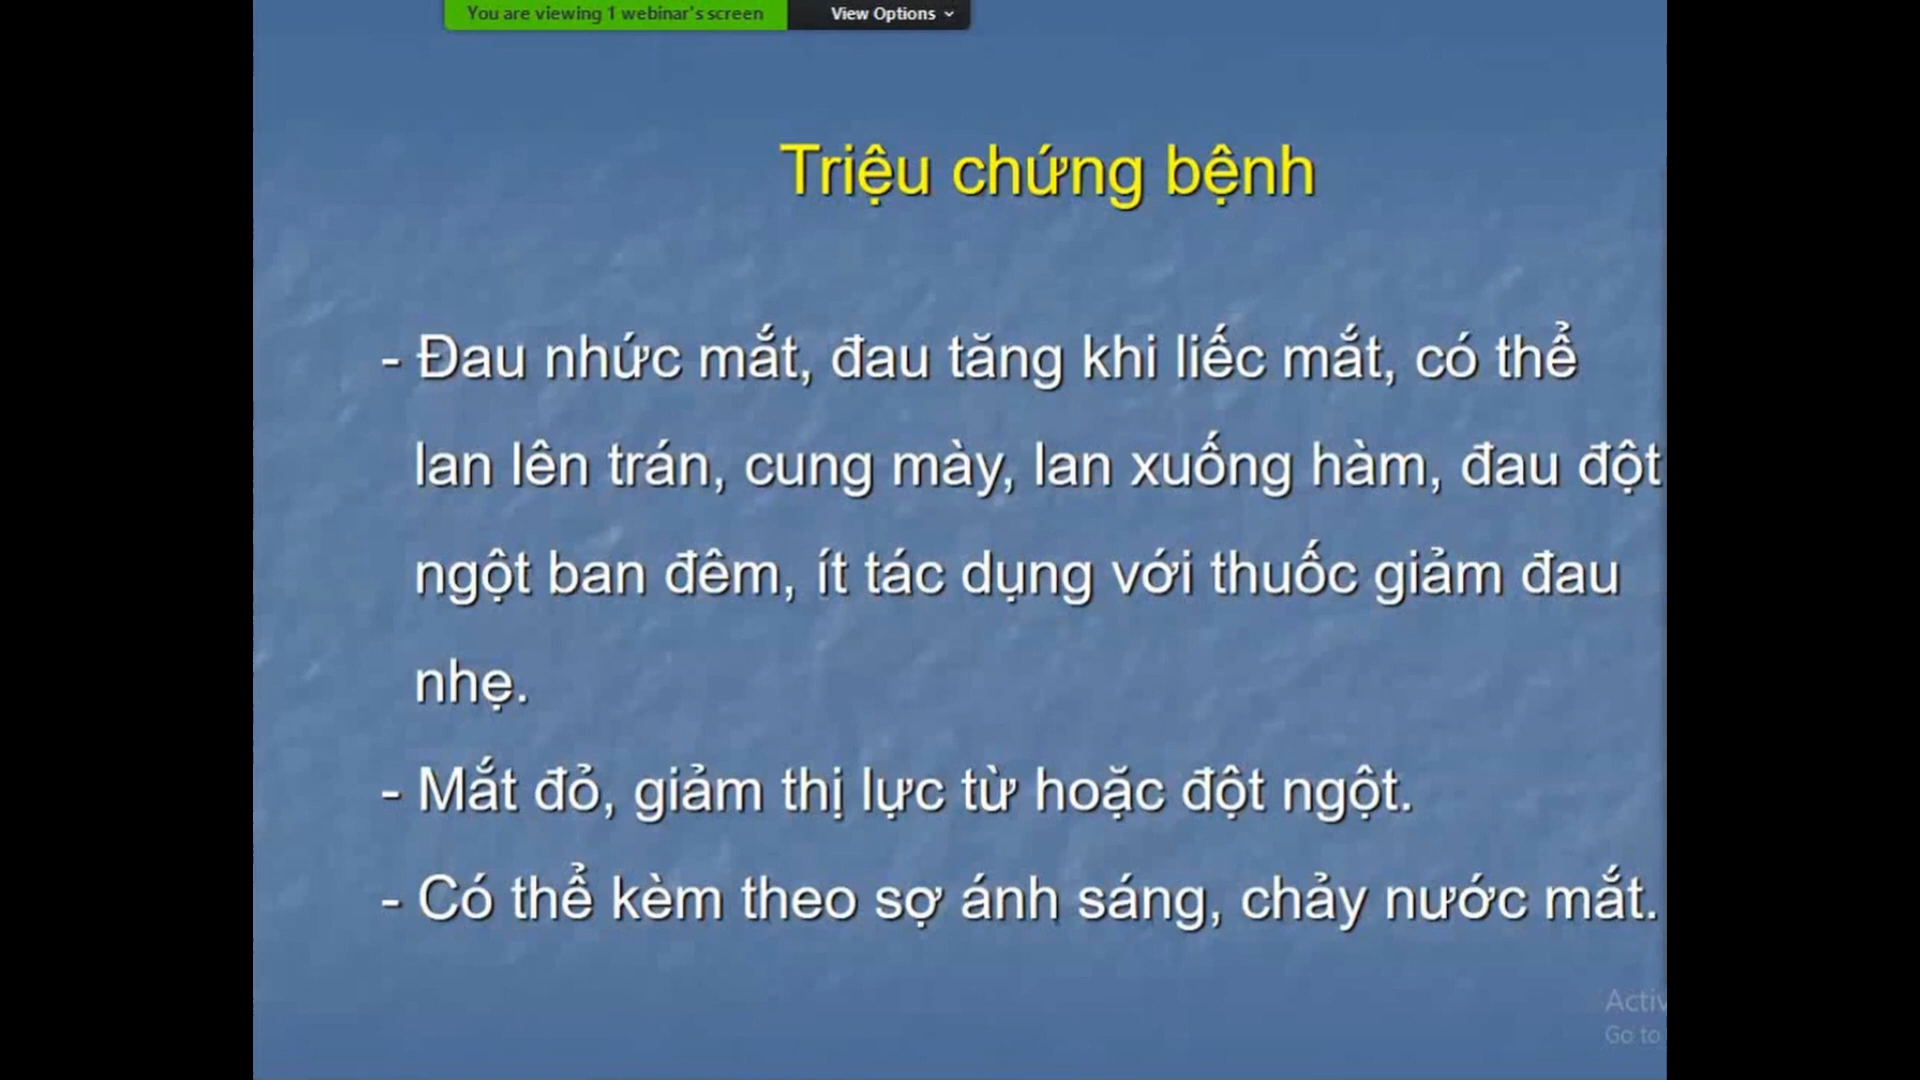 You are viewing 1 webinar's screen View Options
Triệu chứng bệnh
- Đau nhức mắt, đau tăng khi liếc mắt, có thể
lan lên trán, cung mày, lan xuống hàm, đau đột
ngột ban đêm, ít tác dụng với thuốc giảm đau
nhẹ.
- Mắt đỏ, giảm thị lực từ hoặc đột ngột.
- Có thể kèm theo sợ ánh sáng, chảy nước mắt.
Activ
Go to